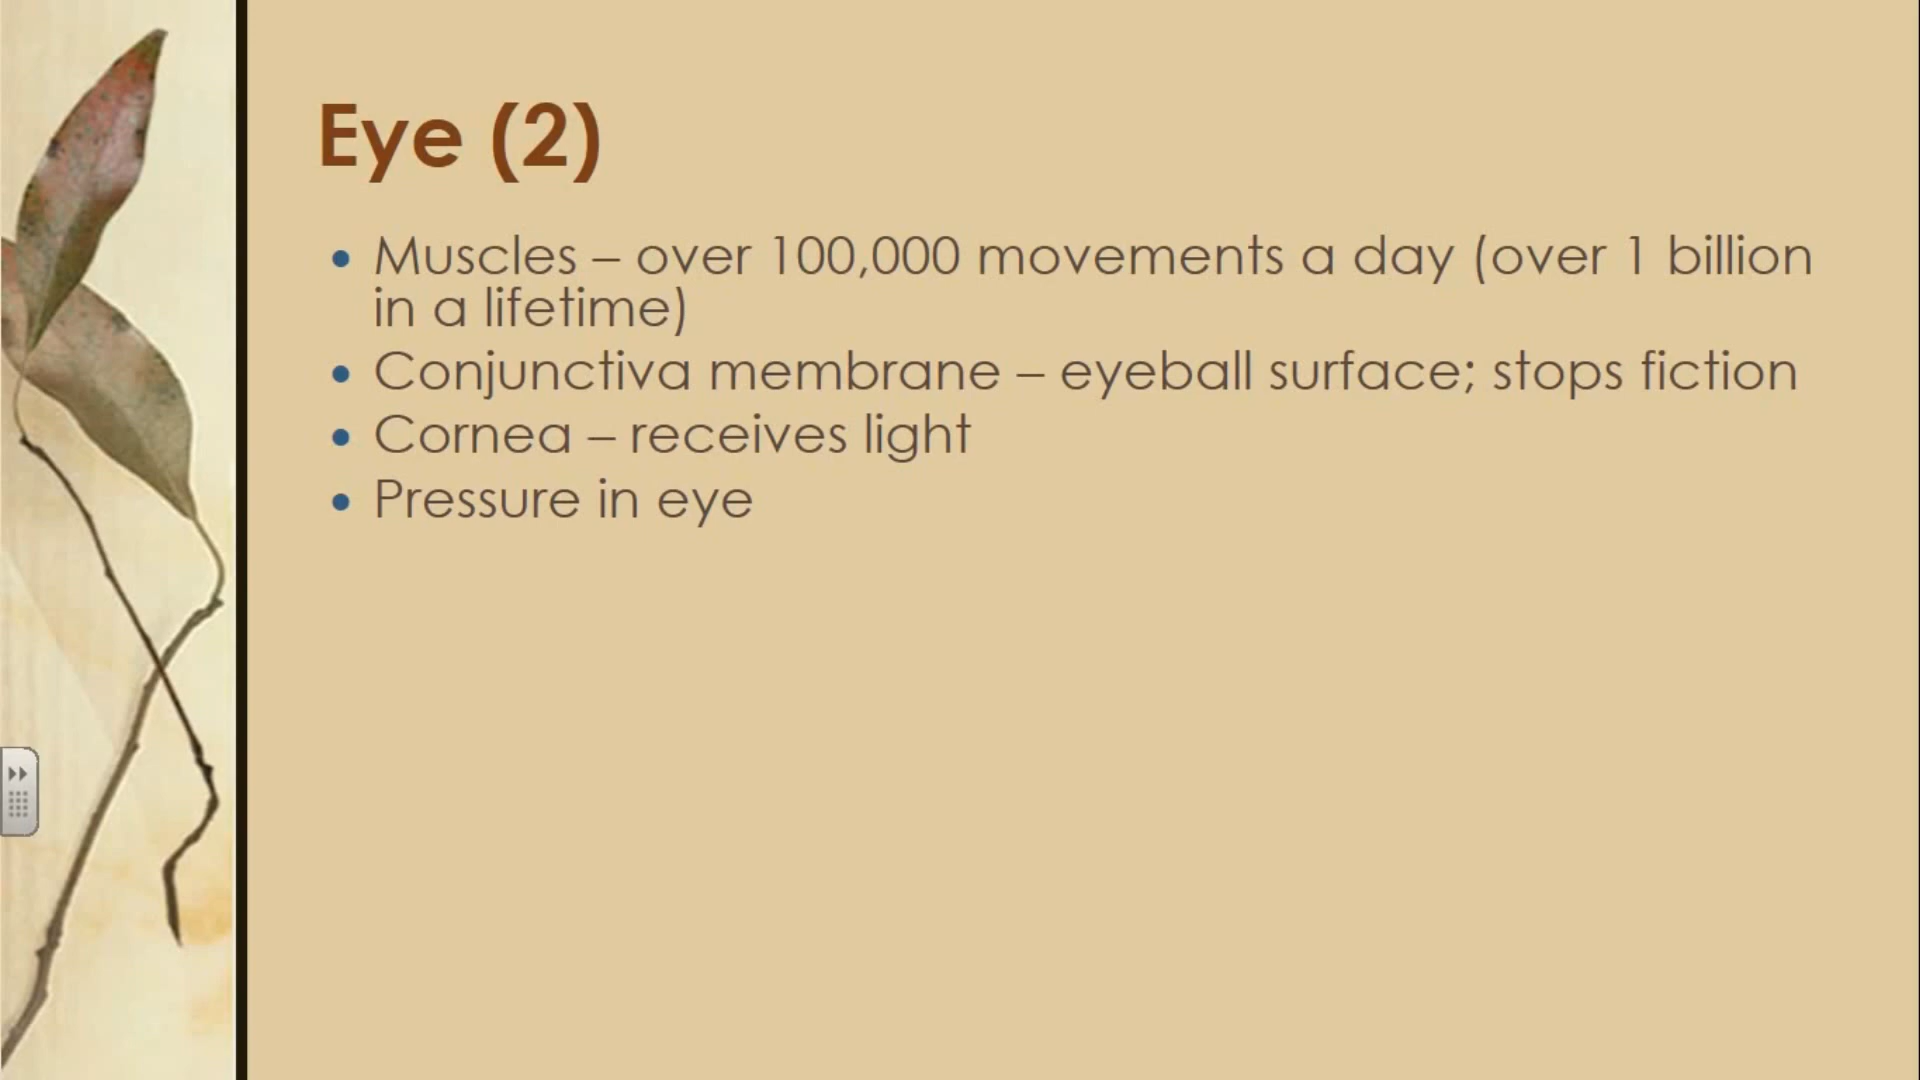 Eye (2)
• Muscles – over 100,000 movements a day (over 1 billion
in a lifetime)
• Conjunctiva membrane – eyeball surface; stops fiction
• Cornea – receives light
• Pressure in eye